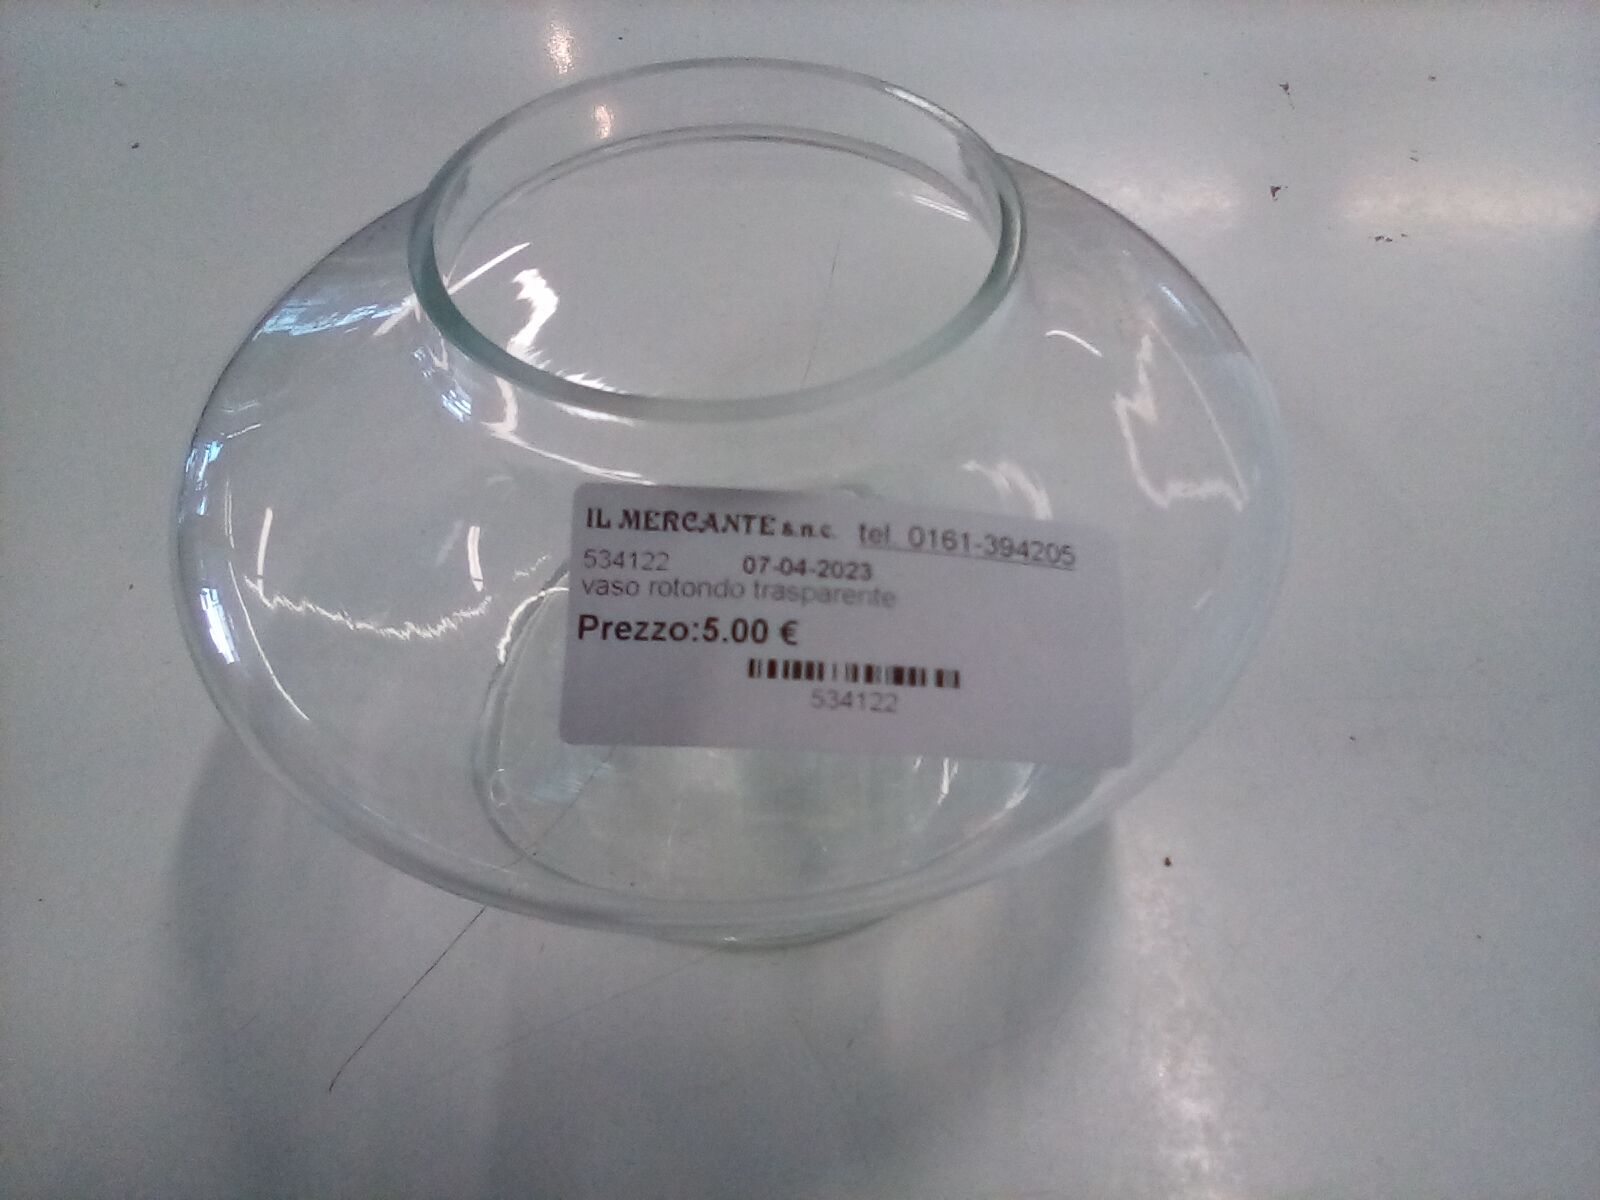 IL MERCANTE s.n.c. tel. 0161-394205
534122 07-04-2023
vaso rotondo trasparente
Prezzo:5.00 €
534122